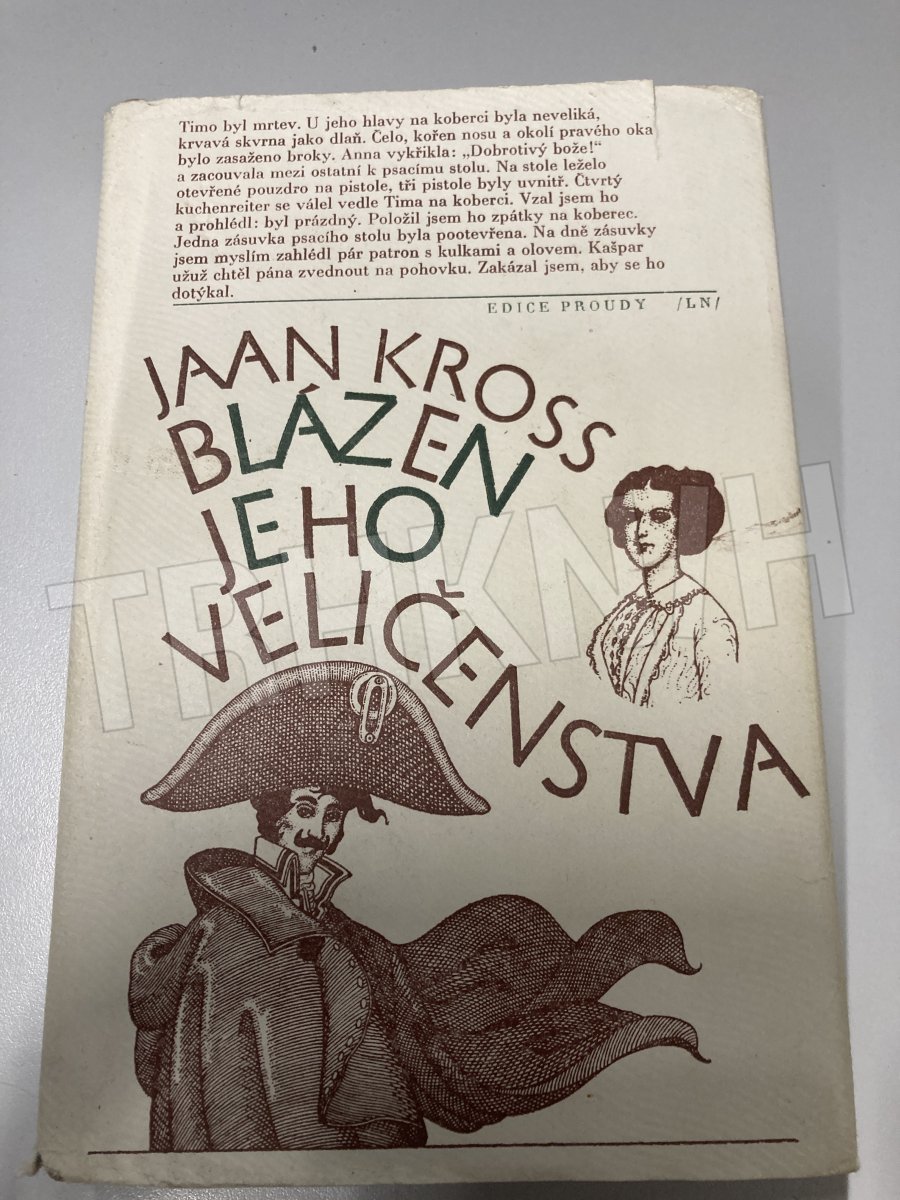 Timo byl mrtev. U jeho hlavy na koberci byla neveliká,
krvavá skvrna jako dlaň. Čelo, kořen nosu a okolí pravého oka
bylo zasaženo broky. Anna vykřikla: „Dobrotivý bože!“
a zacouvala mezi ostatní k psacímu stolu. Na stole leželo
otevřené pouzdro na pistole, tři pistole byly uvnitř. Čtvrtý
kuchenreiter se válel vedle Tima na koberci. Vzal jsem ho
a prohlédl: byl prázdný. Položil jsem ho zpátky na koberec.
Jedna zásuvka psacího stolu byla pootevřena. Na dně zásuvky
jsem myslím zahlédl pár patron s kulkami a olovem. Kašpar
užuž chtěl pána zvednout na pohovku. Zakázal jsem, aby se ho
dotýkal.
EDICE PROUDY /LN/
JAAN KROSS
BLÁZEN
JEHO
VELIČENSTVA
TRHKNIH